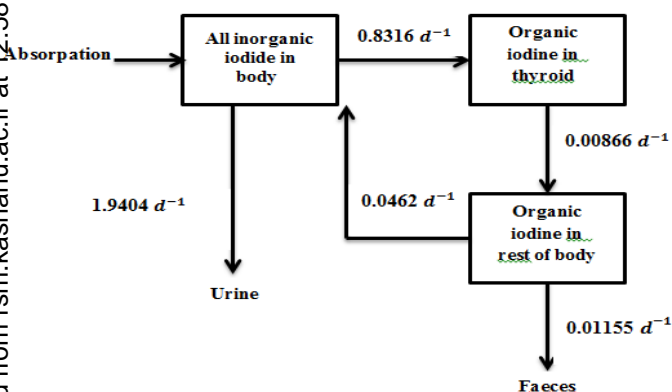 Absorpation
All inorganic
iodide in
body
0.8316 d⁻¹
Organic
iodine in
thyroid
0.00866 d⁻¹
1.9404 d⁻¹
0.0462 d⁻¹
Organic
iodine in
rest of body
Urine
0.01155 d⁻¹
Faeces